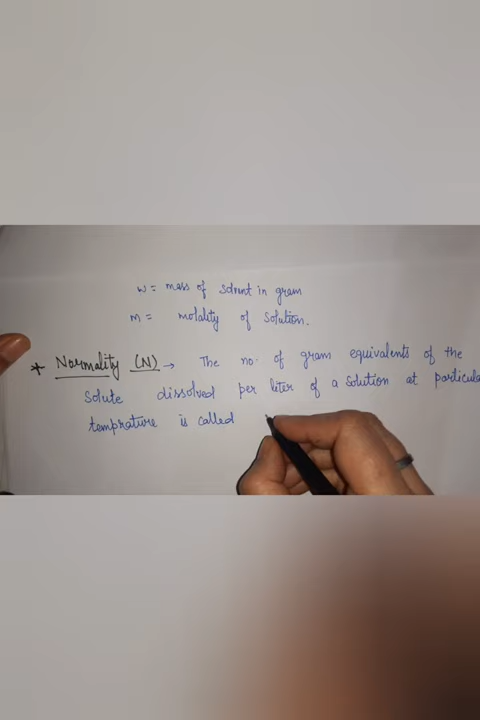 w = mass of solvent in gram
m = molality of solution.
* Normality (N) → The no. of gram equivalents of the
solute dissolved per liter of a solution at particula
temprature is called